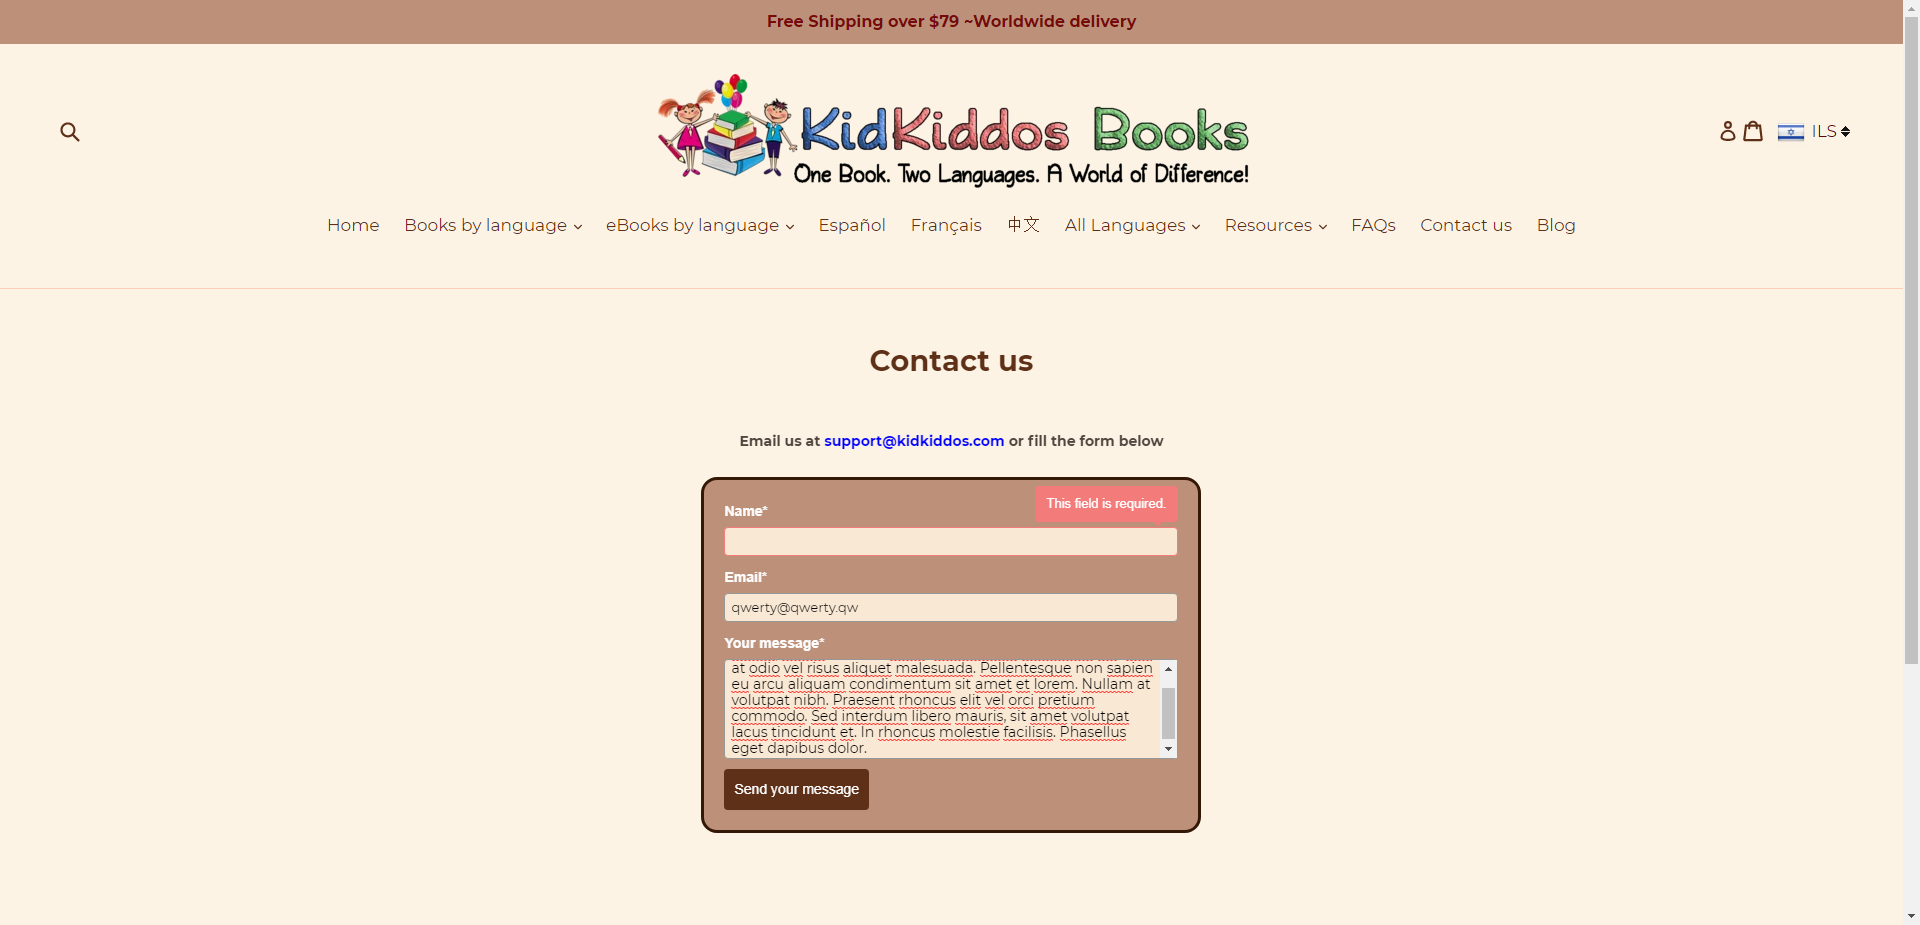 Free Shipping over $79 ~Worldwide delivery
KidKiddos Books
One Book. Two Languages. A World of Difference!
ILS
Home Books by language eBooks by language Español Français 中文 All Languages Resources FAQs Contact us Blog
Contact us
Email us at support@kidkiddos.com or fill the form below
This field is required.
Name*
Email*
qwerty@qwerty.qw
Your message*
at odio vel risus aliquet malesuada. Pellentesque non sapien
eu arcu aliquam condimentum sit amet et lorem. Nullam at
volutpat nibh. Praesent rhoncus elit vel orci pretium
commodo. Sed interdum libero mauris, sit amet volutpat
lacus tincidunt et. In rhoncus molestie facilisis. Phasellus
eget dapibus dolor.
Send your message